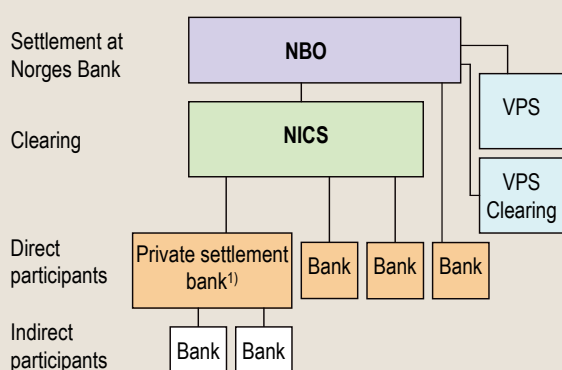 Settlement at
Norges Bank
NBO
VPS
Clearing
NICS
VPS
Clearing
Direct
participants
Private settlement
bank1)
Bank
Bank
Bank
Indirect
participants
Bank
Bank